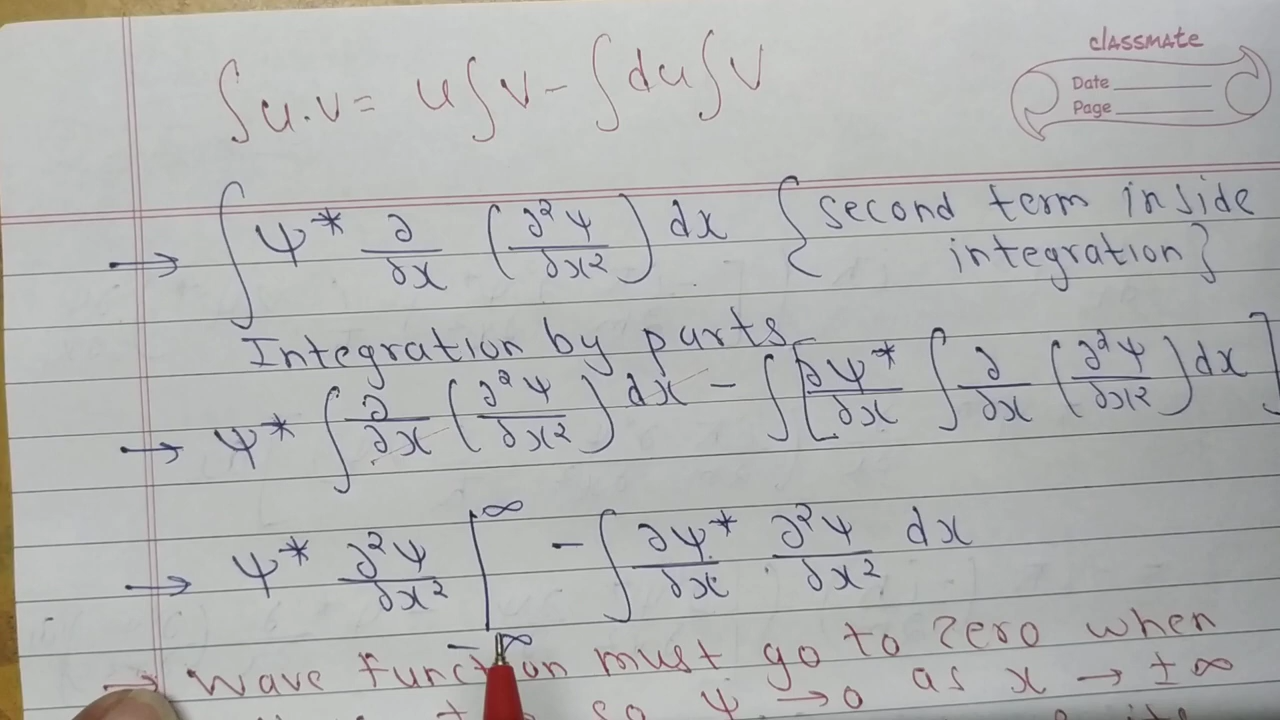 classmate
Date
Page
∫u.v = u∫v - ∫du∫v
→ ∫ψ* ∂/∂x (∂²ψ/∂x²) dx {second term inside
integration}
Integration by parts
→ ψ* ∫ ∂/∂x (∂²ψ/∂x²) dx - ∫[∂ψ*/∂x ∫ ∂/∂x (∂²ψ/∂x²) dx]
→ ψ* ∂²ψ/∂x² |^∞_-∞ - ∫ ∂ψ*/∂x ∂²ψ/∂x² dx
→ Wave function must go to zero when
so ψ → 0 as x → ± ∞